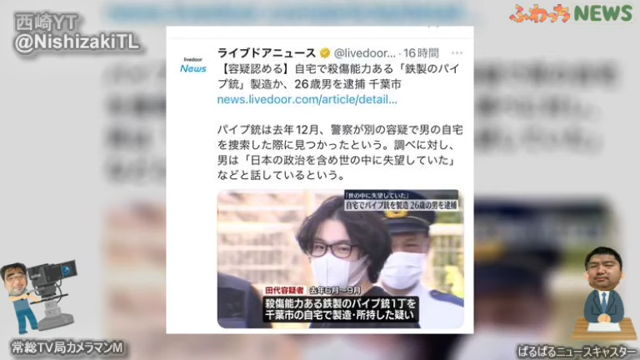 西崎YT
@NishizakiTL
ふわっちNEWS
ライブドアニュース @livedoor... ・16時間
livedoor
News
【容疑認める】自宅で殺傷能力ある「鉄製のパイ
プ銃」製造か、26歳男を逮捕 千葉市
news.livedoor.com/article/detail...
パイプ銃は去年12月、警察が別の容疑で男の自宅
を捜索した際に見つかったという。調べに対し、
男は「日本の政治を含め世の中に失望していた」
などと話しているという。
「世の中に失望していた」
自宅でパイプ銃を製造 26歳の男を逮捕
田代容疑者 去年6月～9月
殺傷能力ある鉄製のパイプ銃1丁を
千葉市の自宅で製造・所持した疑い
常総TV局カメラマンM
ぱるぱるニュースキャスター